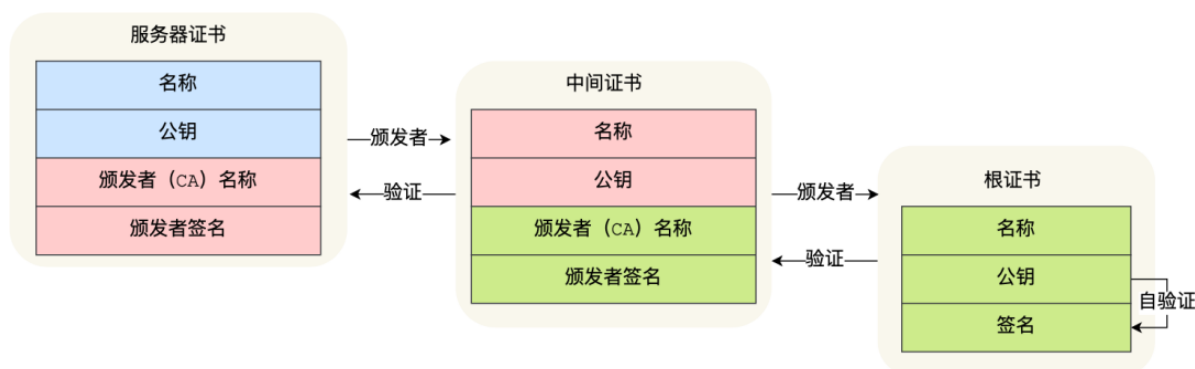 服务器证书
名称
公钥
颁发者（CA）名称
颁发者签名
颁发者
验证
中间证书
名称
公钥
颁发者（CA）名称
颁发者签名
颁发者
验证
根证书
名称
公钥
签名
自验证